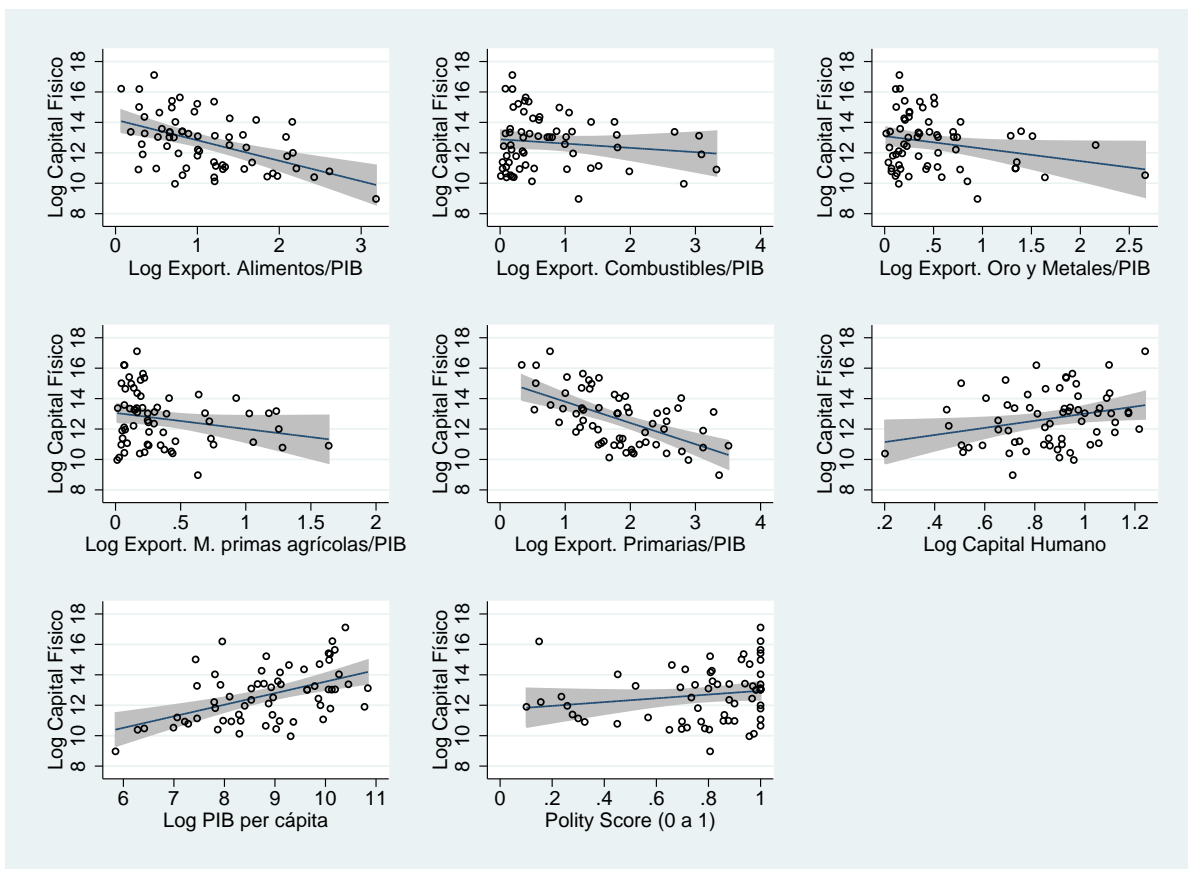 Log Capital Físico
8 10 12 14 16 18
0 1 2 3
Log Export. Alimentos/PIB
Log Capital Físico
8 10 12 14 16 18
0 1 2 3 4
Log Export. Combustibles/PIB
Log Capital Físico
8 10 12 14 16 18
0 .5 1 1.5 2 2.5
Log Export. Oro y Metales/PIB
Log Capital Físico
8 10 12 14 16 18
0 .5 1 1.5 2
Log Export. M. primas agrícolas/PIB
Log Capital Físico
8 10 12 14 16 18
0 1 2 3 4
Log Export. Primarias/PIB
Log Capital Físico
8 10 12 14 16 18
.2 .4 .6 .8 1 1.2
Log Capital Humano
Log Capital Físico
8 10 12 14 16 18
6 7 8 9 10 11
Log PIB per cápita
Log Capital Físico
8 10 12 14 16 18
0 .2 .4 .6 .8 1
Polity Score (0 a 1)